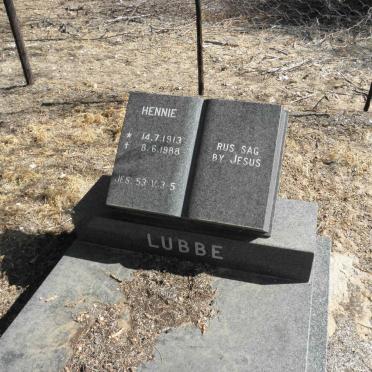 HENNIE
* 14.7.1913
† 8.6.1988
JES. 53 V. 3-5
RUS SAG
BY JESUS
LUBBE